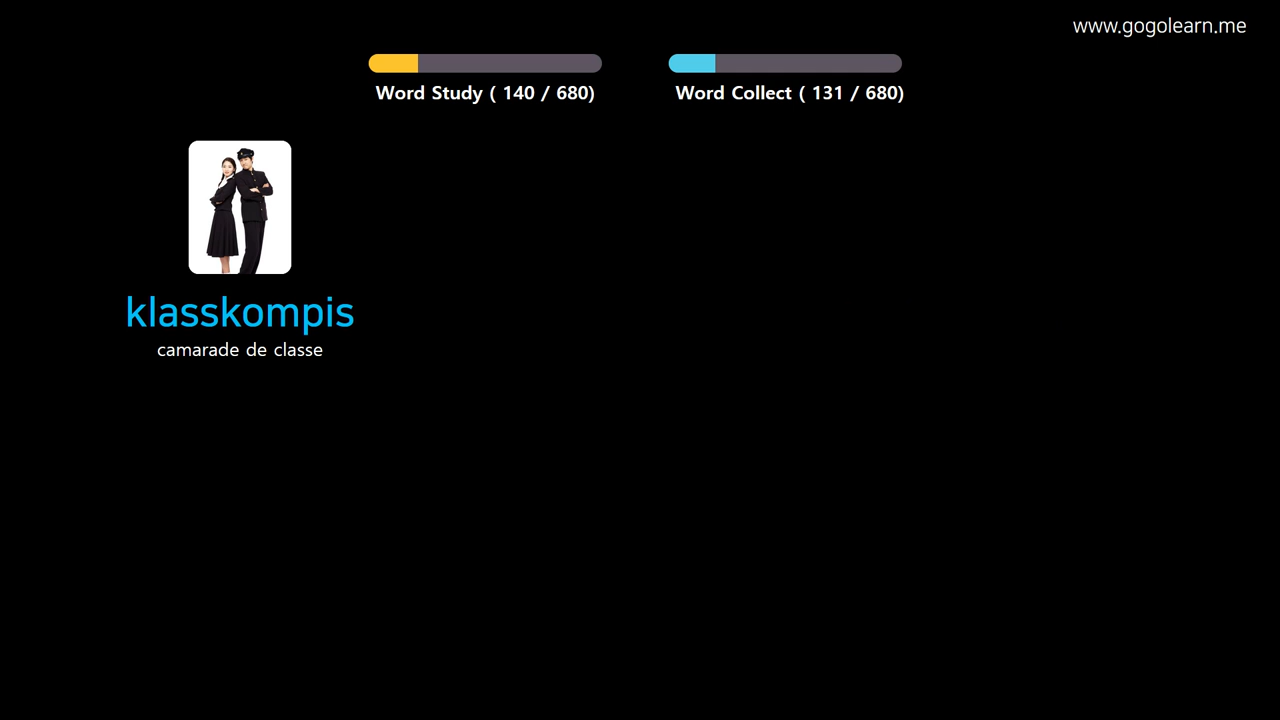 www.gogolearn.me
Word Study ( 140 / 680)
Word Collect ( 131 / 680)
klasskompis
camarade de classe